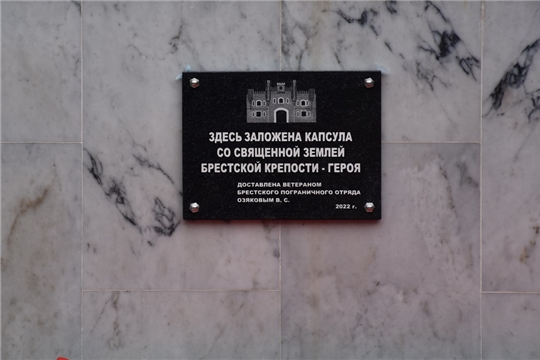 ЗДЕСЬ ЗАЛОЖЕНА КАПСУЛА
СО СВЯЩЕННОЙ ЗЕМЛЕЙ
БРЕСТСКОЙ КРЕПОСТИ - ГЕРОЯ
ДОСТАВЛЕНА ВЕТЕРАНОМ
БРЕСТСКОГО ПОГРАНИЧНОГО ОТРЯДА
ОЗЯКОВЫМ В. С.
2022 г.